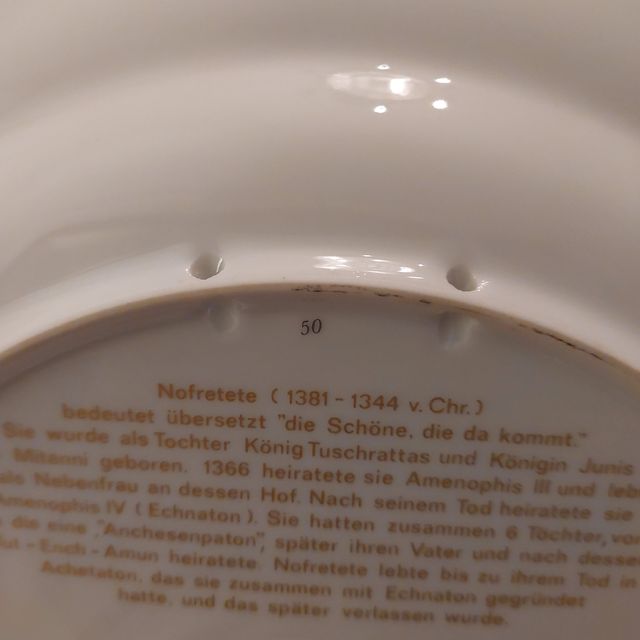 50
Nofretete ( 1381 - 1344 v. Chr. )
bedeutet übersetzt "die Schöne, die da kommt."
Sie wurde als Tochter König Tuschrattas und Königin Junis
Mitanni geboren. 1366 heiratete sie Amenophis III und leb
als Nebenfrau an dessen Hof. Nach seinem Tod heiratete sie
Amenophis IV ( Echnaton ). Sie hatten zusammen 6 Töchter, von
die eine "Anchesenpaton", später ihren Vater und nach desse
- Ench - Amun heiratete. Nofretete lebte bis zu ihrem Tod in
Achetaton, das sie zusammen mit Echnaton gegründet
hatte, und das später verlassen wurde.